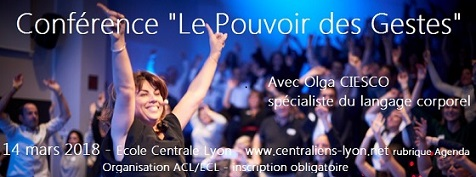 Conférence "Le Pouvoir des Gestes"
Avec Olga CIESCO
spécialiste du langage corporel
14 mars 2018 - Ecole Centrale Lyon - www.centraliens-lyon.net rubrique Agenda
Organisation ACL/ECL - inscription obligatoire